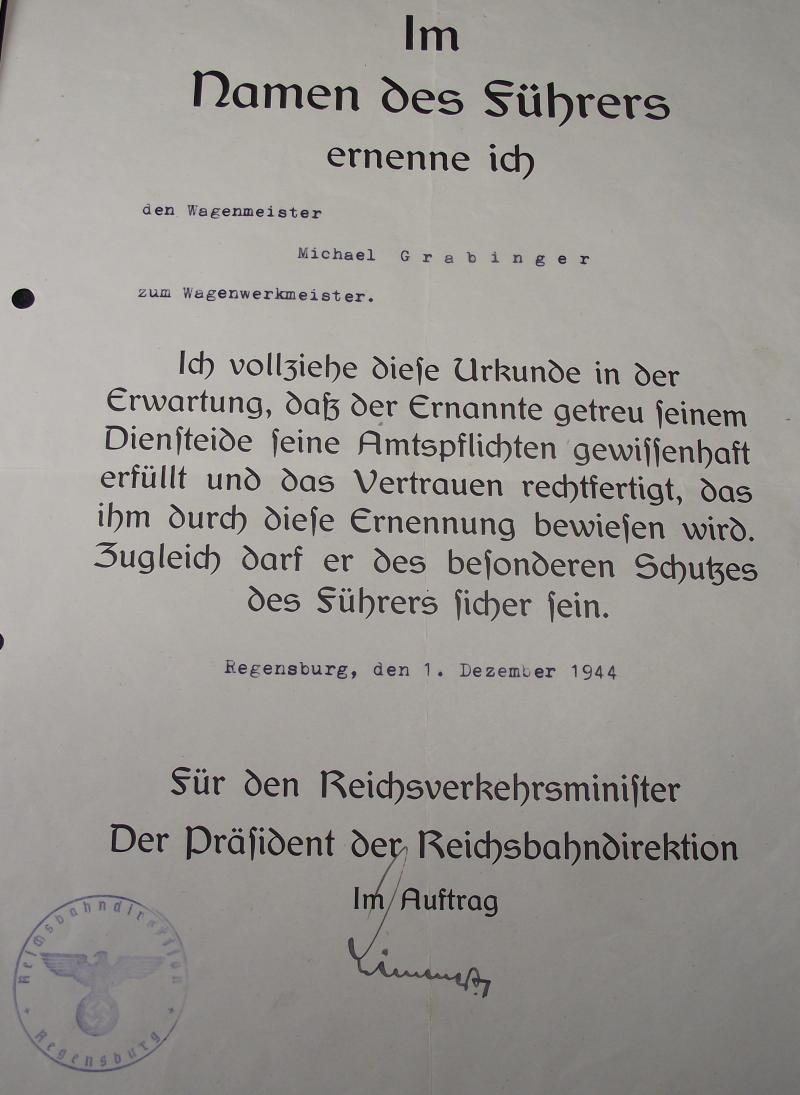 Im
Namen des Führers
ernenne ich
den Wagenmeister
Michael Grabinger
zum Wagenwerkmeister.
Ich vollziehe dieſe Urkunde in der
Erwartung, daß der Ernannte getreu ſeinem
Dienſteide ſeine Amtspflichten gewiſſenhaft
erfüllt und das Vertrauen rechtfertigt, das
ihm durch dieſe Ernennung bewieſen wird.
Zugleich darf er des beſonderen Schutzes
des Führers ſicher ſein.
Regensburg, den 1. Dezember 1944
Für den Reichsverkehrsminiſter
Der Präſident der Reichsbahndirektion
Im Auftrag
Reichsbahndirektion
Regensburg